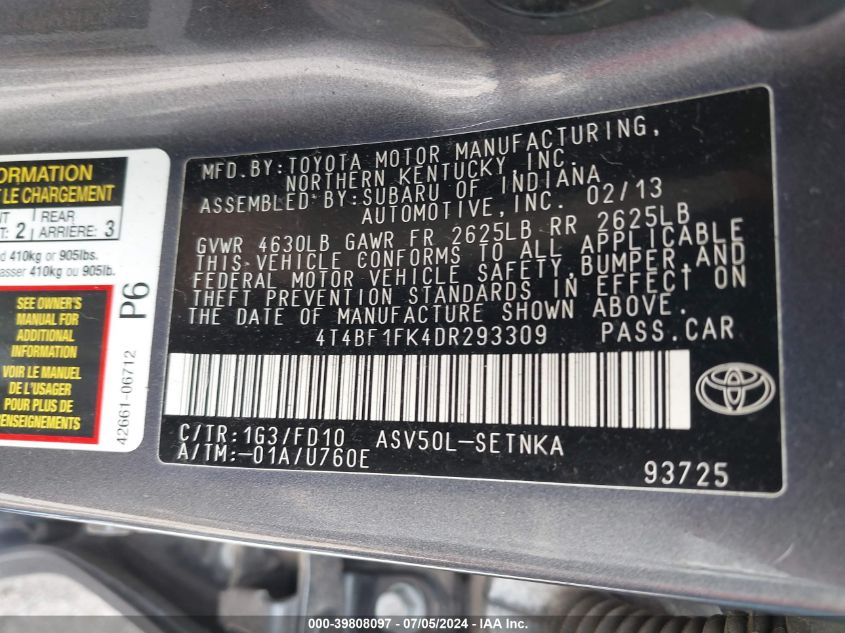 MFD.BY:TOYOTA MOTOR MANUFACTURING,
NORTHERN KENTUCKY, INC.
ASSEMBLED BY:SUBARU OF INDIANA
AUTOMOTIVE, INC. 02/13
GVWR 4630LB GAWR FR 2625LB RR 2625LB
THIS VEHICLE CONFORMS TO ALL APPLICABLE
FEDERAL MOTOR VEHICLE SAFETY, BUMPER, AND
THEFT PREVENTION STANDARDS IN EFFECT ON
THE DATE OF MANUFACTURE SHOWN ABOVE.
4T4BF1FK4DR293309 PASS.CAR
C/TR:1G3/FD10 ASV50L-SETNKA
A/TM:-01A/U760E
93725
TOYOTA
ORMATION
LE CHARGEMENT
REAR
2 ARRIÈRE: 3
410kg or 905lbs.
asser 410kg ou 905lb.
SEE OWNER'S
MANUAL FOR
ADDITIONAL
INFORMATION
VOIR LE MANUEL
DE L'USAGER
POUR PLUS DE
RENSEIGNEMENTS
P6
42661-06712
000-39808097 - 07/05/2024 - IMPACT AUCTION SERVICES